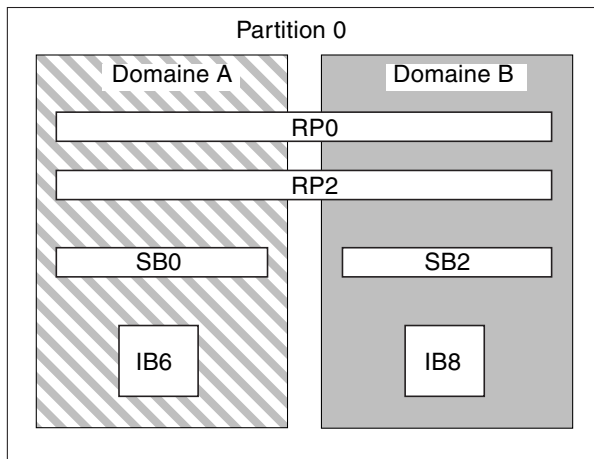 Partition 0
Domaine A
Domaine B
RP0
RP2
SB0
SB2
IB6
IB8